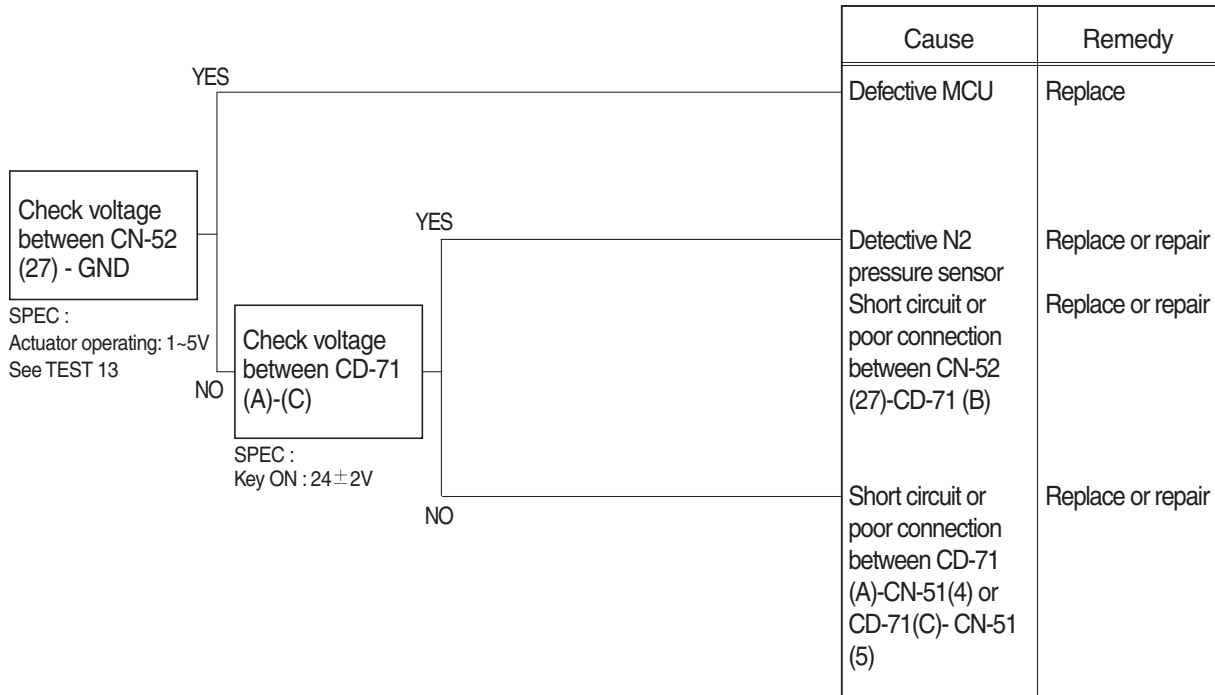 Cause Remedy
YES
Defective MCU Replace
Check voltage
between CN-52
(27) - GND
SPEC :
Actuator operating: 1~5V
See TEST 13
NO
Check voltage
between CD-71
(A)-(C)
SPEC :
Key ON : 24±2V
YES
Detective N2 Replace or repair
pressure sensor
Short circuit or Replace or repair
poor connection
between CN-52
(27)-CD-71 (B)
NO
Short circuit or Replace or repair
poor connection
between CD-71
(A)-CN-51(4) or
CD-71(C)- CN-51
(5)